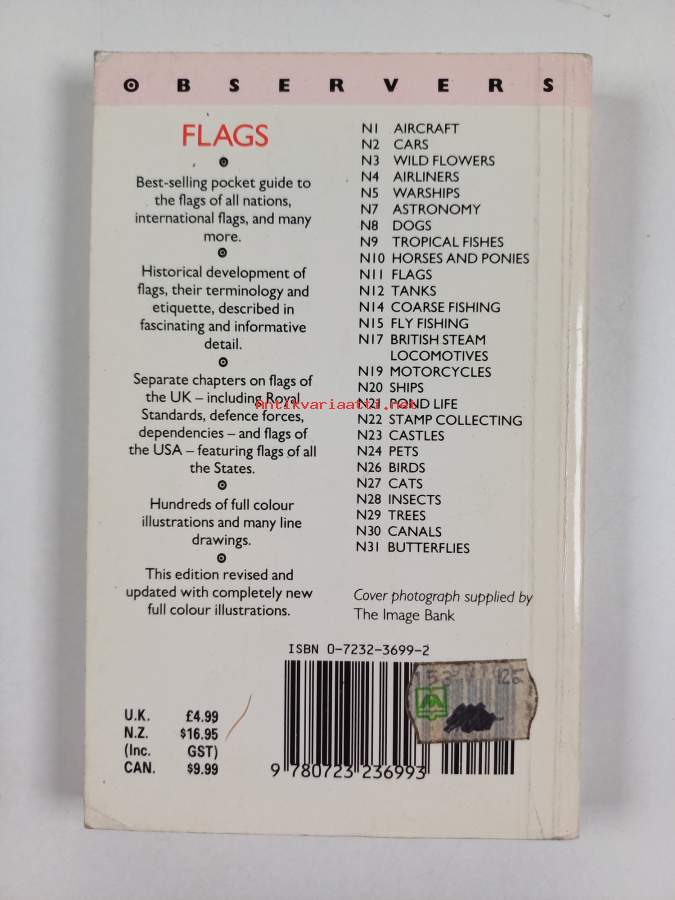 OBSERVERS
FLAGS
Best-selling pocket guide to
the flags of all nations,
international flags, and many
more.
Historical development of
flags, their terminology and
etiquette, described in
fascinating and informative
detail.
Separate chapters on flags of
the UK – including Royal
Standards, defence forces,
dependencies – and flags of
the USA – featuring flags of all
the States.
Hundreds of full colour
illustrations and many line
drawings.
This edition revised and
updated with completely new
full colour illustrations.
N1 AIRCRAFT
N2 CARS
N3 WILD FLOWERS
N4 AIRLINERS
N5 WARSHIPS
N7 ASTRONOMY
N8 DOGS
N9 TROPICAL FISHES
N10 HORSES AND PONIES
N11 FLAGS
N12 TANKS
N14 COARSE FISHING
N15 FLY FISHING
N17 BRITISH STEAM
LOCOMOTIVES
N19 MOTORCYCLES
N20 SHIPS
N21 POND LIFE
N22 STAMP COLLECTING
N23 CASTLES
N24 PETS
N26 BIRDS
N27 CATS
N28 INSECTS
N29 TREES
N30 CANALS
N31 BUTTERFLIES
Antikvariaatti.net
Cover photograph supplied by
The Image Bank
ISBN 0-7232-3699-2
U.K. £4.99
N.Z. $16.95
(Inc. GST)
CAN. $9.99
9 780723 236993